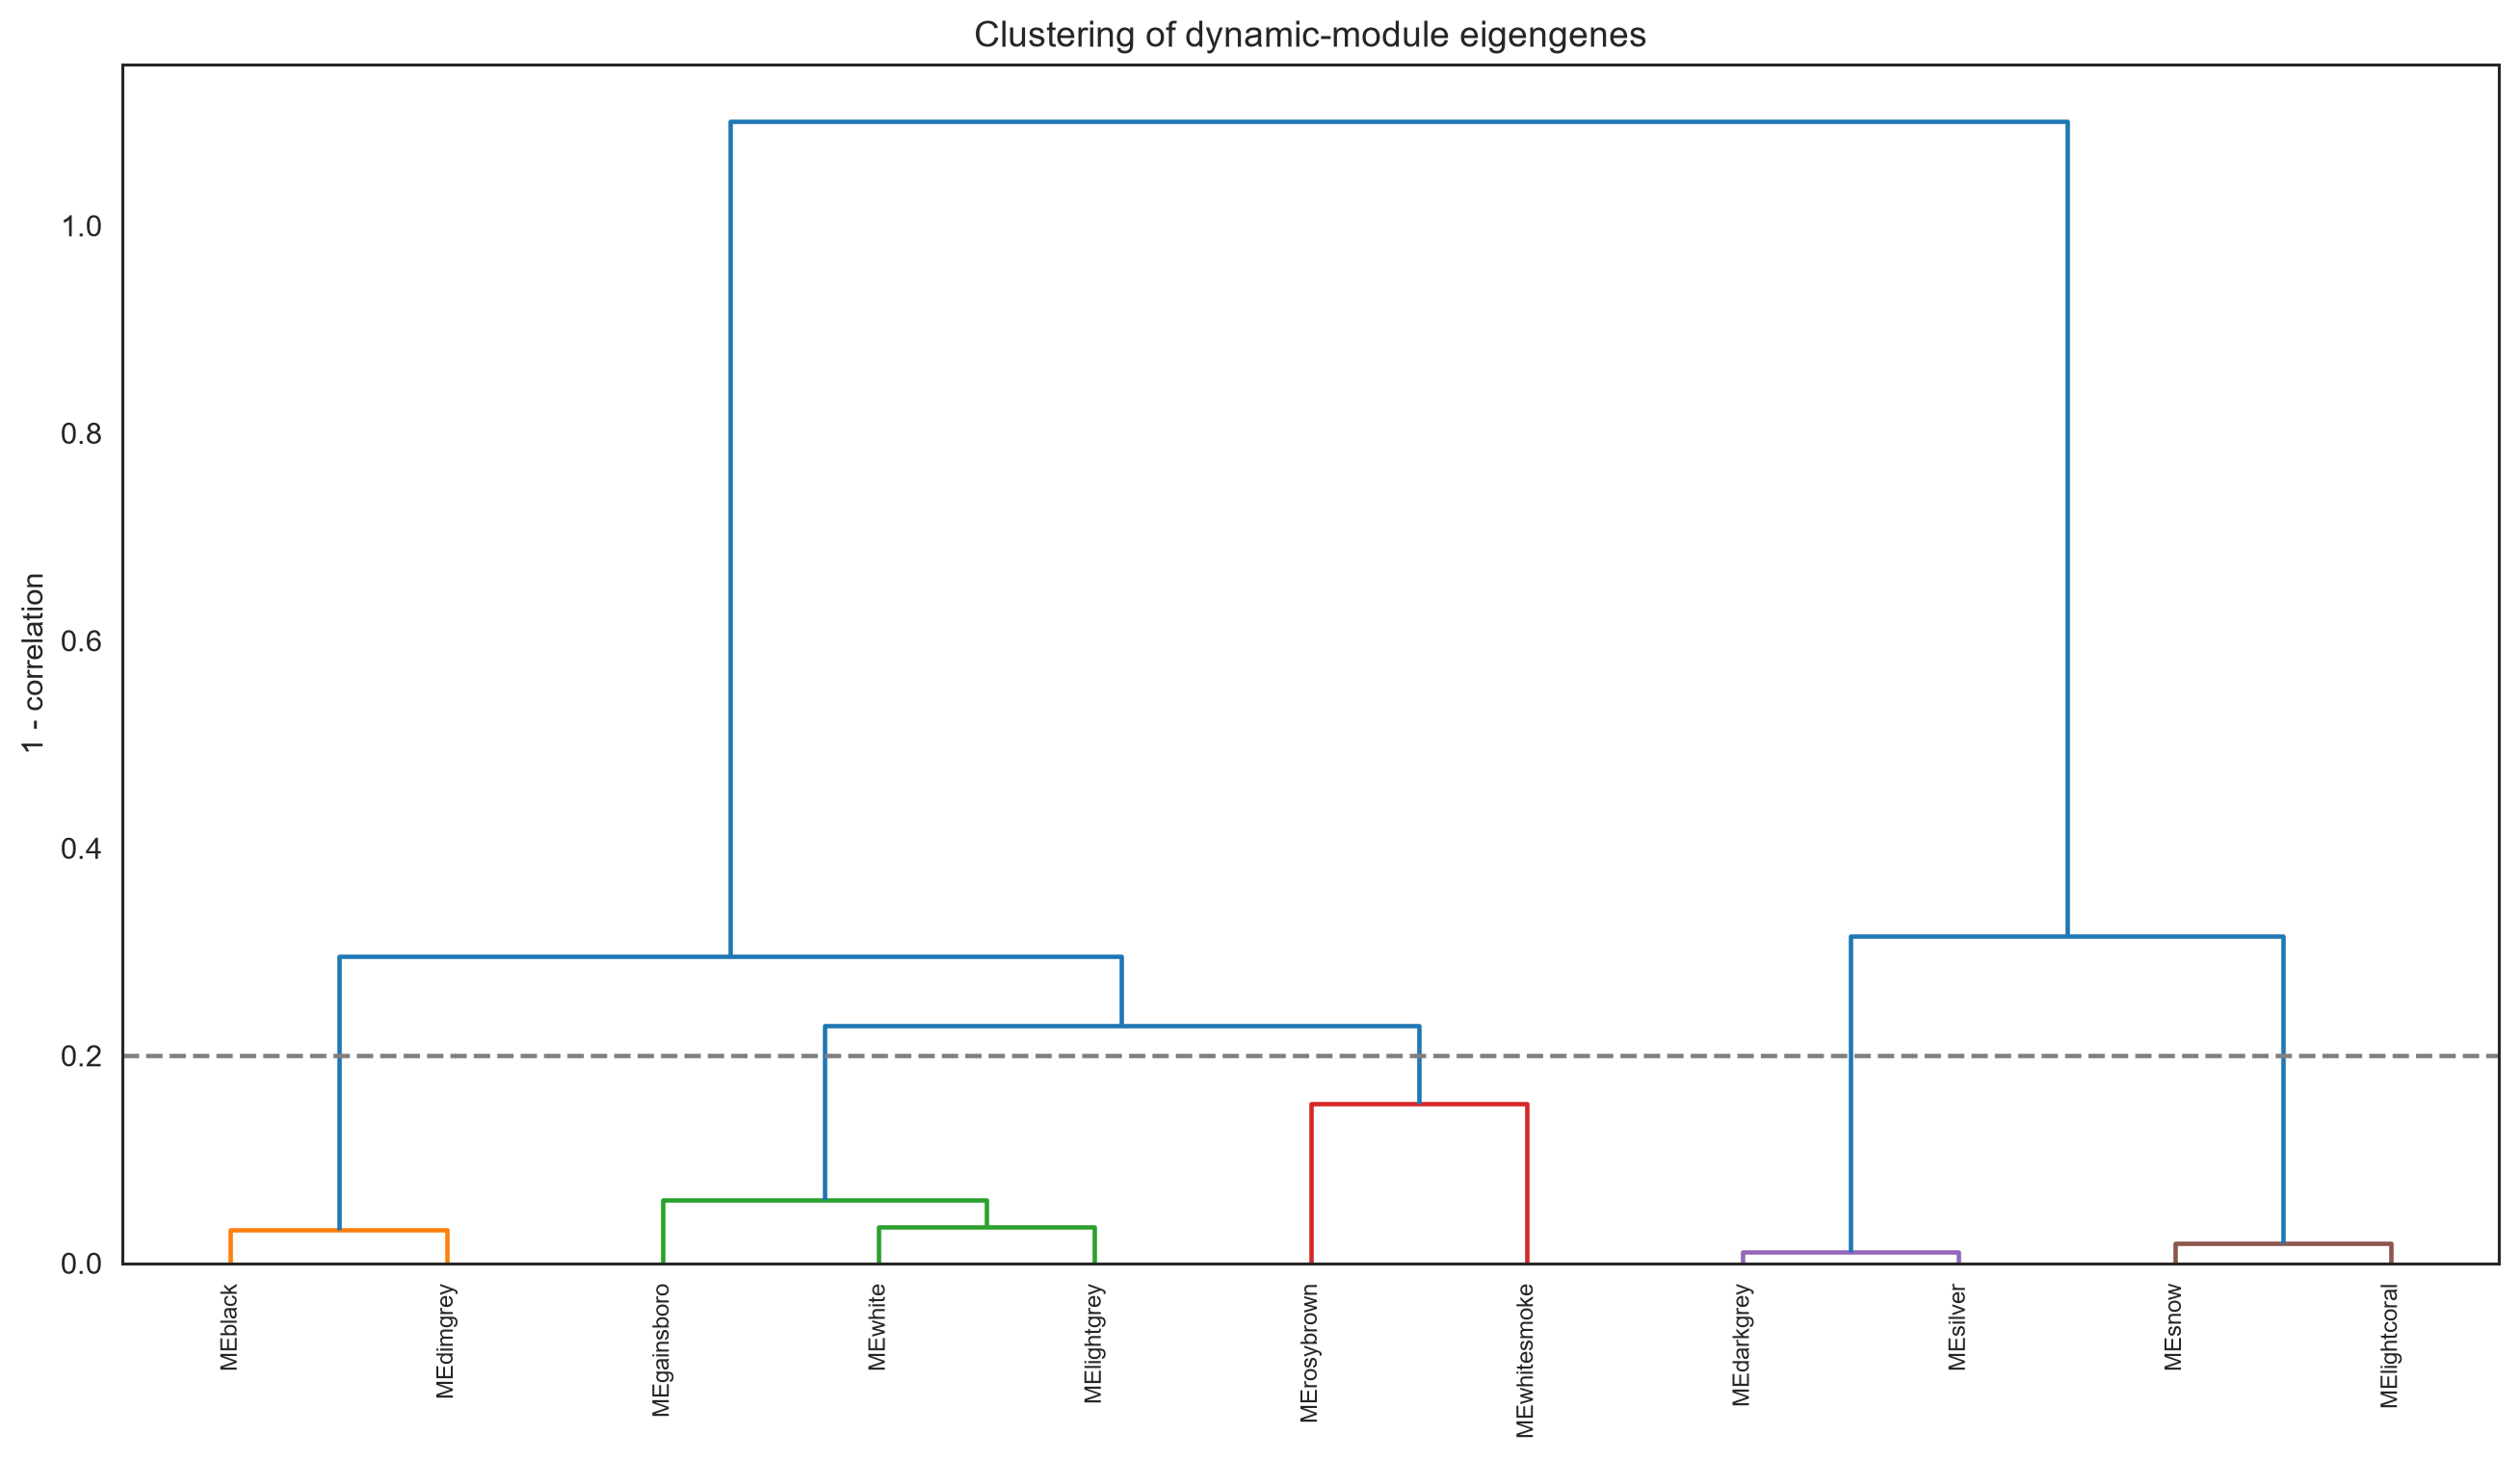 Clustering of dynamic-module eigengenes
1 - correlation
1.0
0.8
0.6
0.4
0.2
0.0
MEblack
MEdimgrey
MEgainsboro
MEwhite
MElightgrey
MErosybrown
MEwhitesmoke
MEdarkgrey
MEsilver
MEsnow
MElightcoral